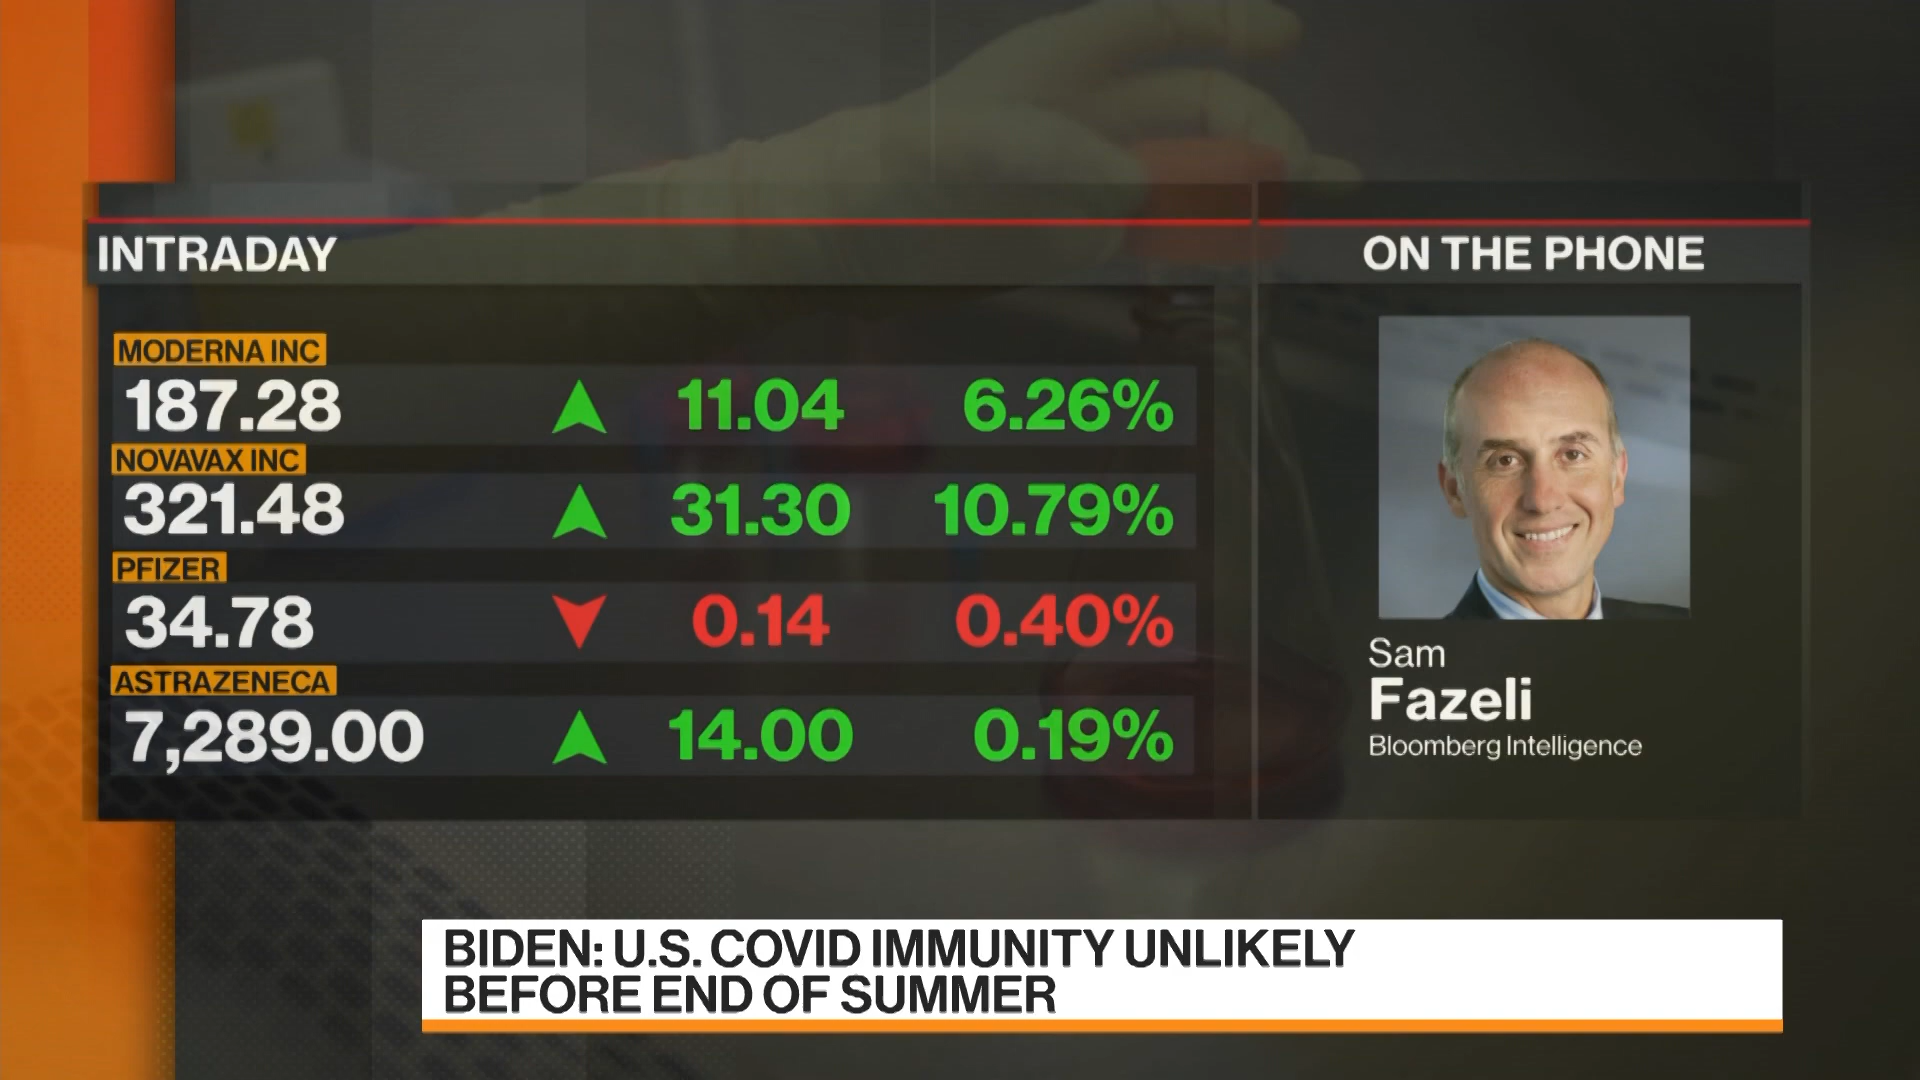 INTRADAY
MODERNA INC
187.28 ▲ 11.04 6.26%
NOVAVAX INC
321.48 ▲ 31.30 10.79%
PFIZER
34.78 ▼ 0.14 0.40%
ASTRAZENECA
7,289.00 ▲ 14.00 0.19%
ON THE PHONE
Sam
Fazeli
Bloomberg Intelligence
BIDEN: U.S. COVID IMMUNITY UNLIKELY
BEFORE END OF SUMMER